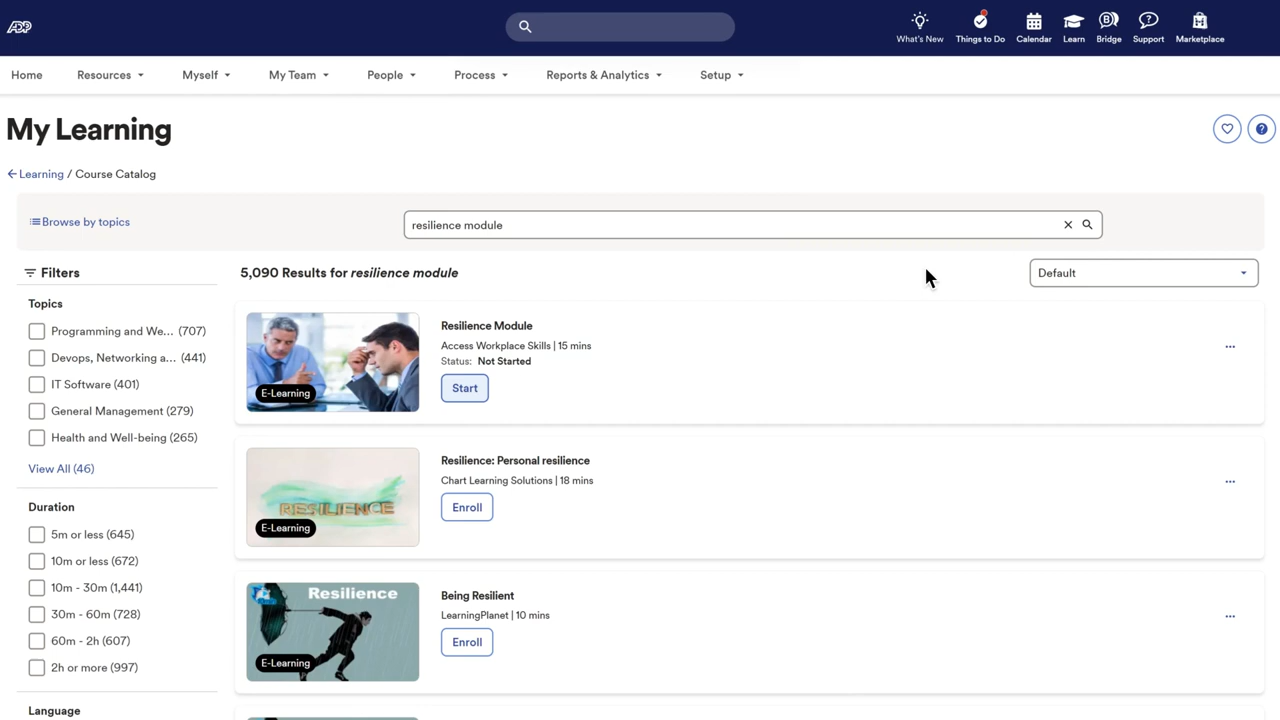 ADP
What's New
Things to Do
Calendar
Learn
Bridge
Support
Marketplace
Home
Resources
Myself
My Team
People
Process
Reports & Analytics
Setup
My Learning
Learning / Course Catalog
Browse by topics
resilience module
Filters
5,090 Results for resilience module
Default
Topics
Programming and We... (707)
Devops, Networking a... (441)
IT Software (401)
General Management (279)
Health and Well-being (265)
View All (46)
Duration
5m or less (645)
10m or less (672)
10m - 30m (1,441)
30m - 60m (728)
60m - 2h (607)
2h or more (997)
Language
E-Learning
Resilience Module
Access Workplace Skills | 15 mins
Status: Not Started
Start
RESILIENCE
E-Learning
Resilience: Personal resilience
Chart Learning Solutions | 18 mins
Enroll
Resilience
E-Learning
Being Resilient
LearningPlanet | 10 mins
Enroll